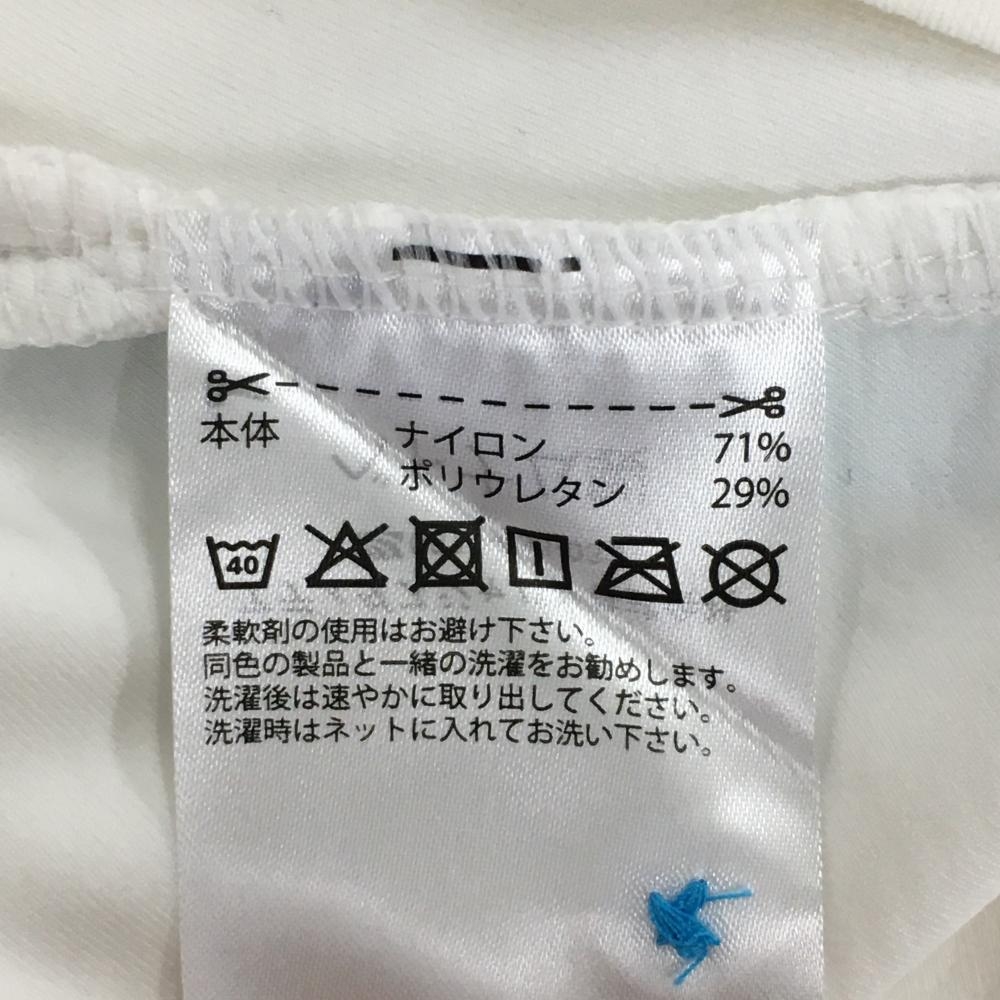 本体 ナイロン 71%
ポリウレタン 29%
40
柔軟剤の使用はお避け下さい。
同色の製品と一緒の洗濯をお勧めします。
洗濯後は速やかに取り出してください。
洗濯時はネットに入れてお洗い下さい。